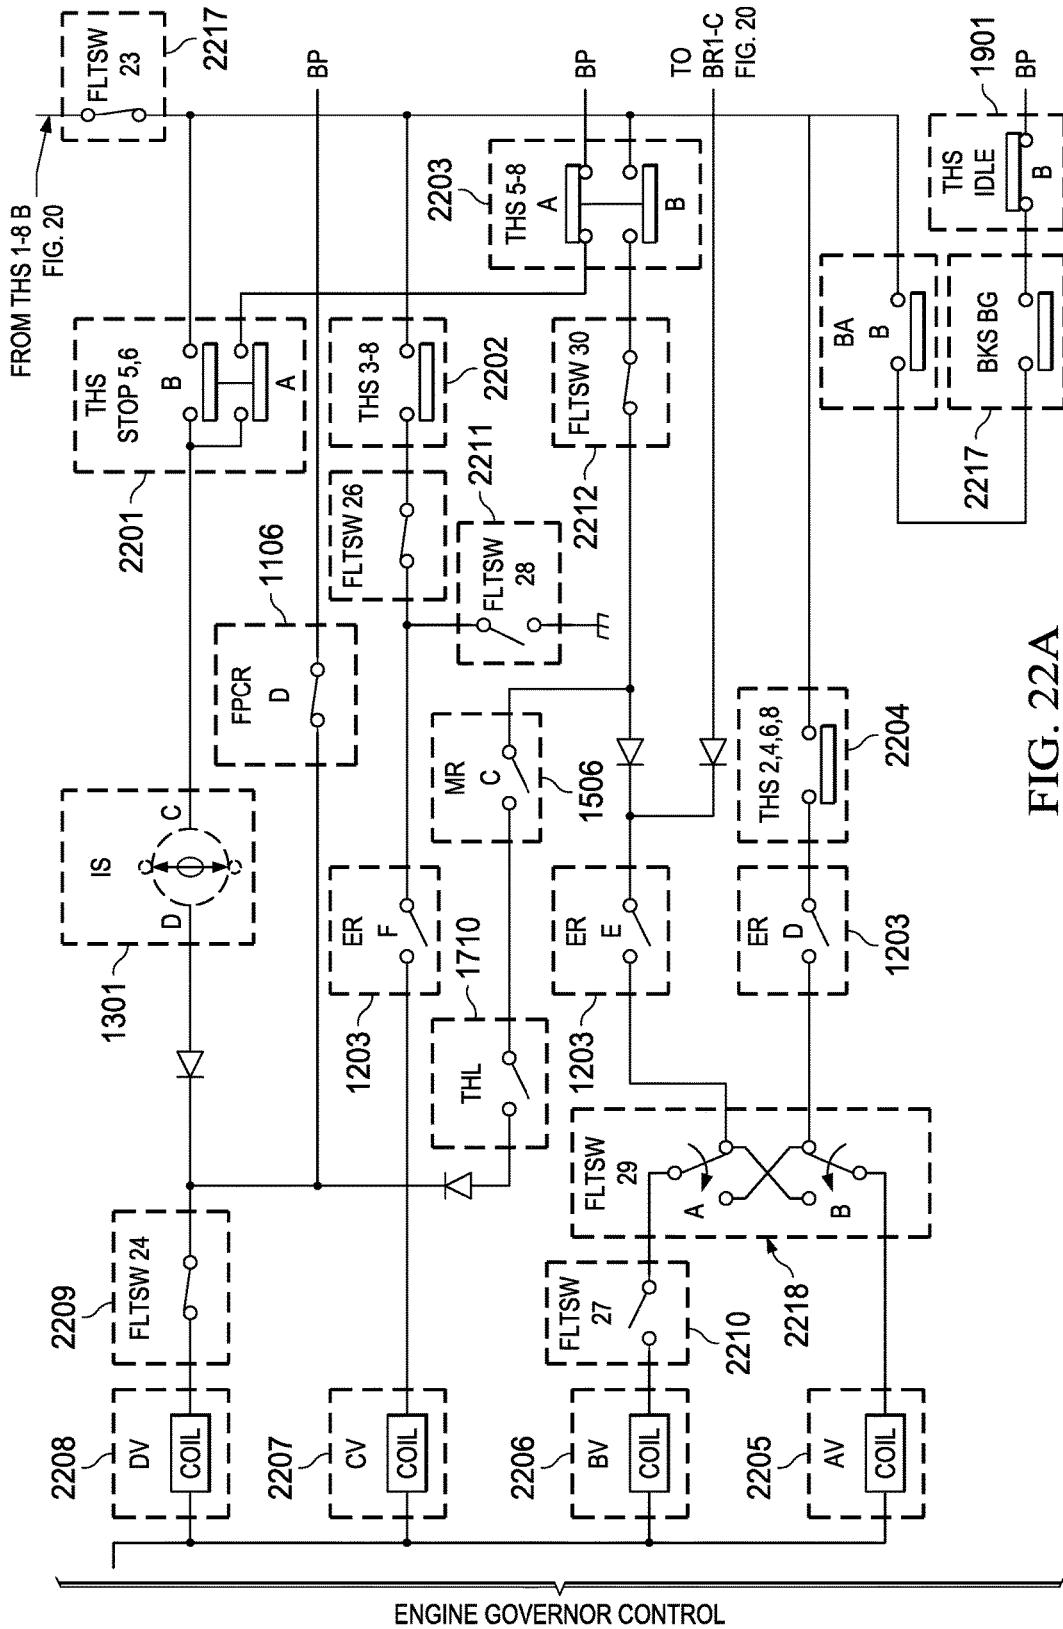 FROM THS 1-8 B
FIG. 20
FLTSW
23
2217
BP
BP
TO
BR1-C
FIG. 20
1901
BP
THS
IDLE
B
2203
THS 5-8
A
B
THS
STOP 5,6
B
A
2201
THS 3-8
2202
FLTSW 30
2212
BA
B
BKS BG
2217
FLTSW 26
2211
FLTSW
28
1106
FPCR
D
IS
C
D
1301
MR
C
1506
THS 2,4,6,8
2204
ER
F
1203
1710
THL
ER
E
1203
ER
D
1203
FLTSW
29
A
B
2218
2209
FLTSW 24
FLTSW
27
2210
2208
DV
COIL
2207
CV
COIL
2206
BV
COIL
2205
AV
COIL
ENGINE GOVERNOR CONTROL
FIG. 22A